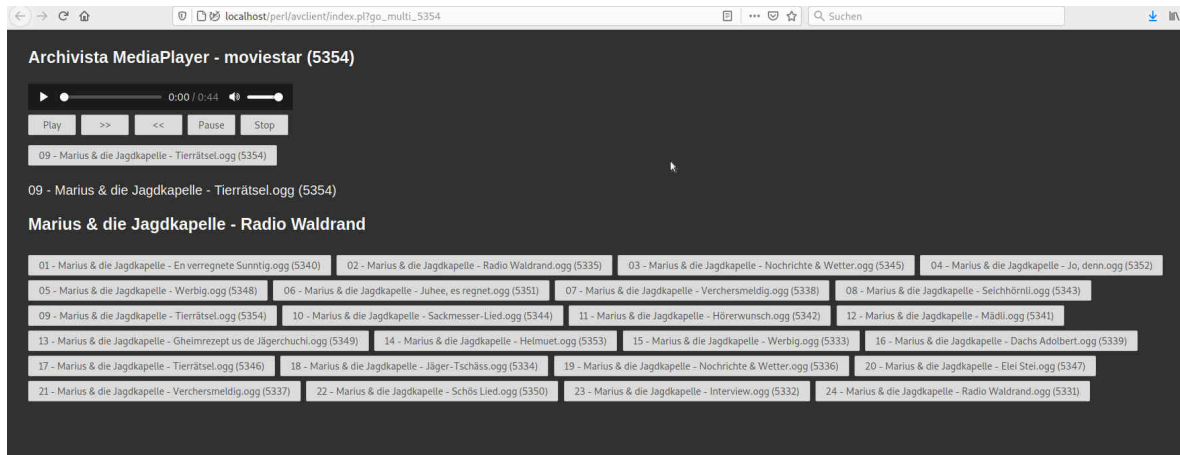 localhost/perl/avclient/index.pl?go_multi_5354
Suchen
Archivista MediaPlayer - moviestar (5354)
0:00 / 0:44
Play >> << Pause Stop
09 - Marius & die Jagdkapelle - Tierrätsel.ogg (5354)
09 - Marius & die Jagdkapelle - Tierrätsel.ogg (5354)
Marius & die Jagdkapelle - Radio Waldrand
01 - Marius & die Jagdkapelle - En verregnete Sunntig.ogg (5340) 02 - Marius & die Jagdkapelle - Radio Waldrand.ogg (5335) 03 - Marius & die Jagdkapelle - Nochrichte & Wetter.ogg (5345) 04 - Marius & die Jagdkapelle - Jo, denn.ogg (5352)
05 - Marius & die Jagdkapelle - Werbig.ogg (5348) 06 - Marius & die Jagdkapelle - Juhee, es regnet.ogg (5351) 07 - Marius & die Jagdkapelle - Verchersmeldig.ogg (5338) 08 - Marius & die Jagdkapelle - Seichhörnli.ogg (5343)
09 - Marius & die Jagdkapelle - Tierrätsel.ogg (5354) 10 - Marius & die Jagdkapelle - Sackmesser-Lied.ogg (5344) 11 - Marius & die Jagdkapelle - Hörerwunsch.ogg (5342) 12 - Marius & die Jagdkapelle - Mädli.ogg (5341)
13 - Marius & die Jagdkapelle - Gheimrezept us de Jägerchuchi.ogg (5349) 14 - Marius & die Jagdkapelle - Helmuet.ogg (5353) 15 - Marius & die Jagdkapelle - Werbig.ogg (5333) 16 - Marius & die Jagdkapelle - Dachs Adolbert.ogg (5339)
17 - Marius & die Jagdkapelle - Tierrätsel.ogg (5346) 18 - Marius & die Jagdkapelle - Jäger-Tschäss.ogg (5334) 19 - Marius & die Jagdkapelle - Nochrichte & Wetter.ogg (5336) 20 - Marius & die Jagdkapelle - Elei Stei.ogg (5347)
21 - Marius & die Jagdkapelle - Verchersmeldig.ogg (5337) 22 - Marius & die Jagdkapelle - Schös Lied.ogg (5350) 23 - Marius & die Jagdkapelle - Interview.ogg (5332) 24 - Marius & die Jagdkapelle - Radio Waldrand.ogg (5331)